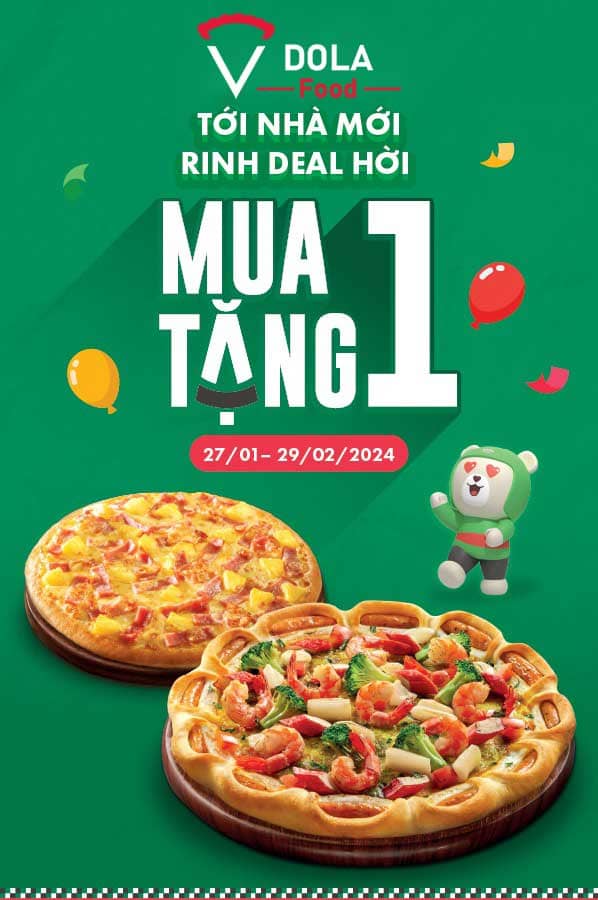 DOLA
Food
TỚI NHÀ MỚI
RINH DEAL HỜI
MUA 1
TẶNG
27/01– 29/02/2024